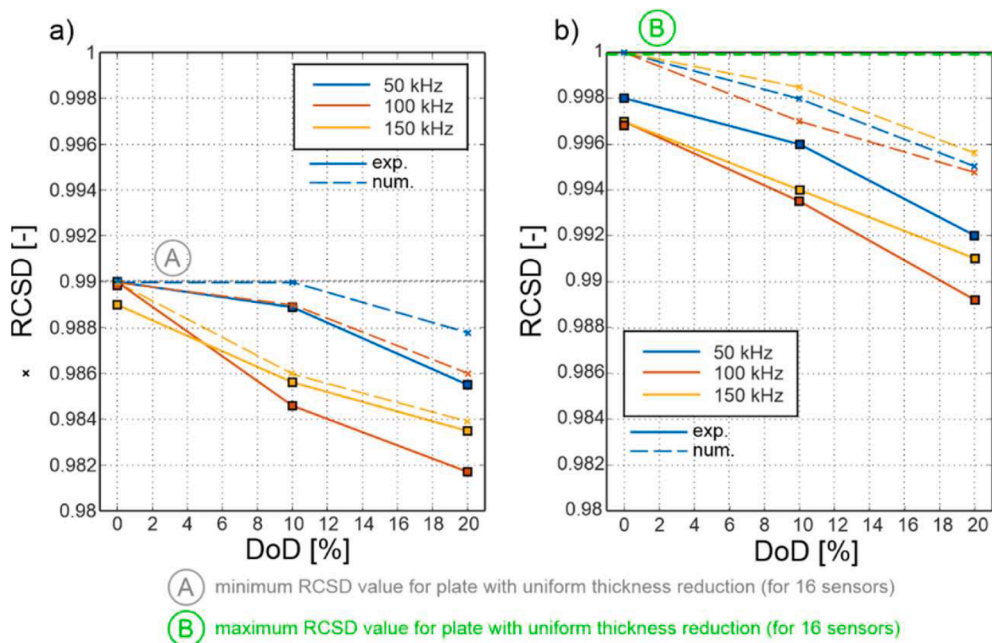 a)
RCSD [-]
1
0.998
0.996
0.994
0.992
0.99
0.988
0.986
0.984
0.982
0.98
A
50 kHz
100 kHz
150 kHz
exp.
num.
0 2 4 6 8 10 12 14 16 18 20
DoD [%]
B
b)
RCSD [-]
1
0.998
0.996
0.994
0.992
0.99
0.988
0.986
0.984
0.982
0.98
50 kHz
100 kHz
150 kHz
exp.
num.
0 2 4 6 8 10 12 14 16 18 20
DoD [%]
A minimum RCSD value for plate with uniform thickness reduction (for 16 sensors)
B maximum RCSD value for plate with uniform thickness reduction (for 16 sensors)